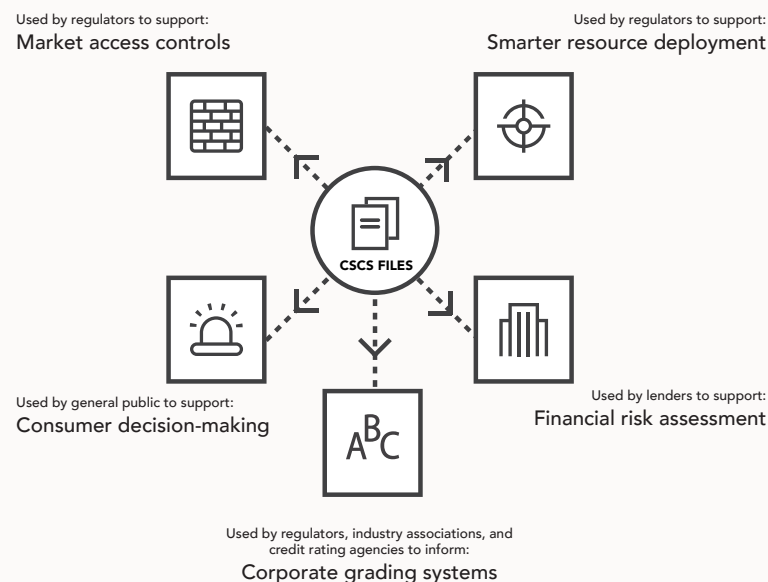 Used by regulators to support:
Market access controls
Used by regulators to support:
Smarter resource deployment
CSCS FILES
Used by general public to support:
Consumer decision-making
Used by lenders to support:
Financial risk assessment
ABC
Used by regulators, industry associations, and
credit rating agencies to inform:
Corporate grading systems